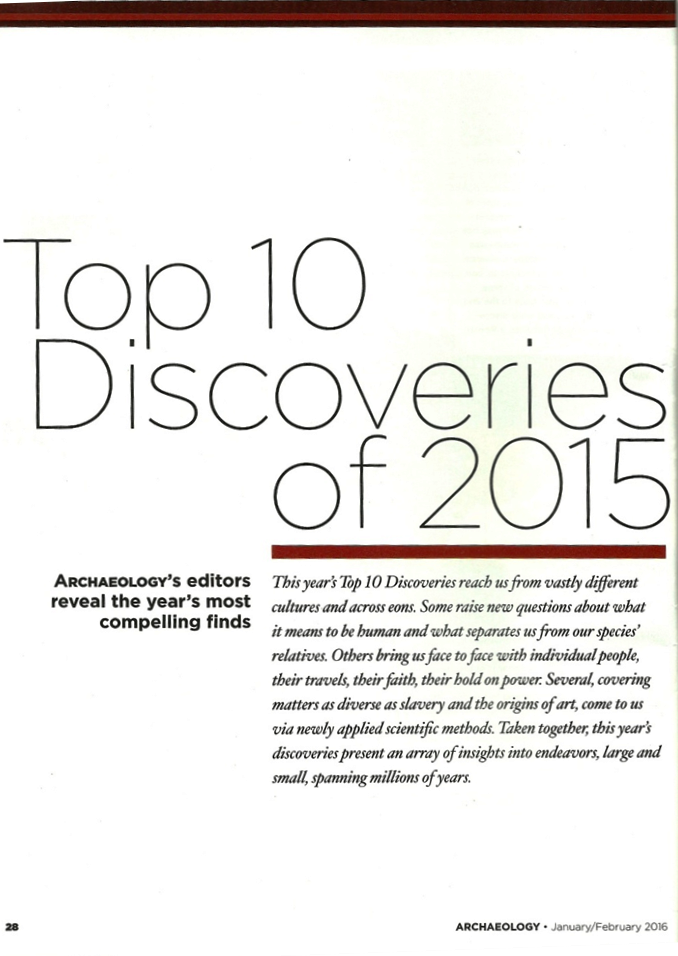 Top 10
Discoveries
of 2015
ARCHAEOLOGY’s editors
reveal the year’s most
compelling finds
This year’s Top 10 Discoveries reach us from vastly different
cultures and across eons. Some raise new questions about what
it means to be human and what separates us from our species’
relatives. Others bring us face to face with individual people,
their travels, their faith, their hold on power. Several, covering
matters as diverse as slavery and the origins of art, come to us
via newly applied scientific methods. Taken together, this year’s
discoveries present an array of insights into endeavors, large and
small, spanning millions of years.
28
ARCHAEOLOGY • January/February 2016